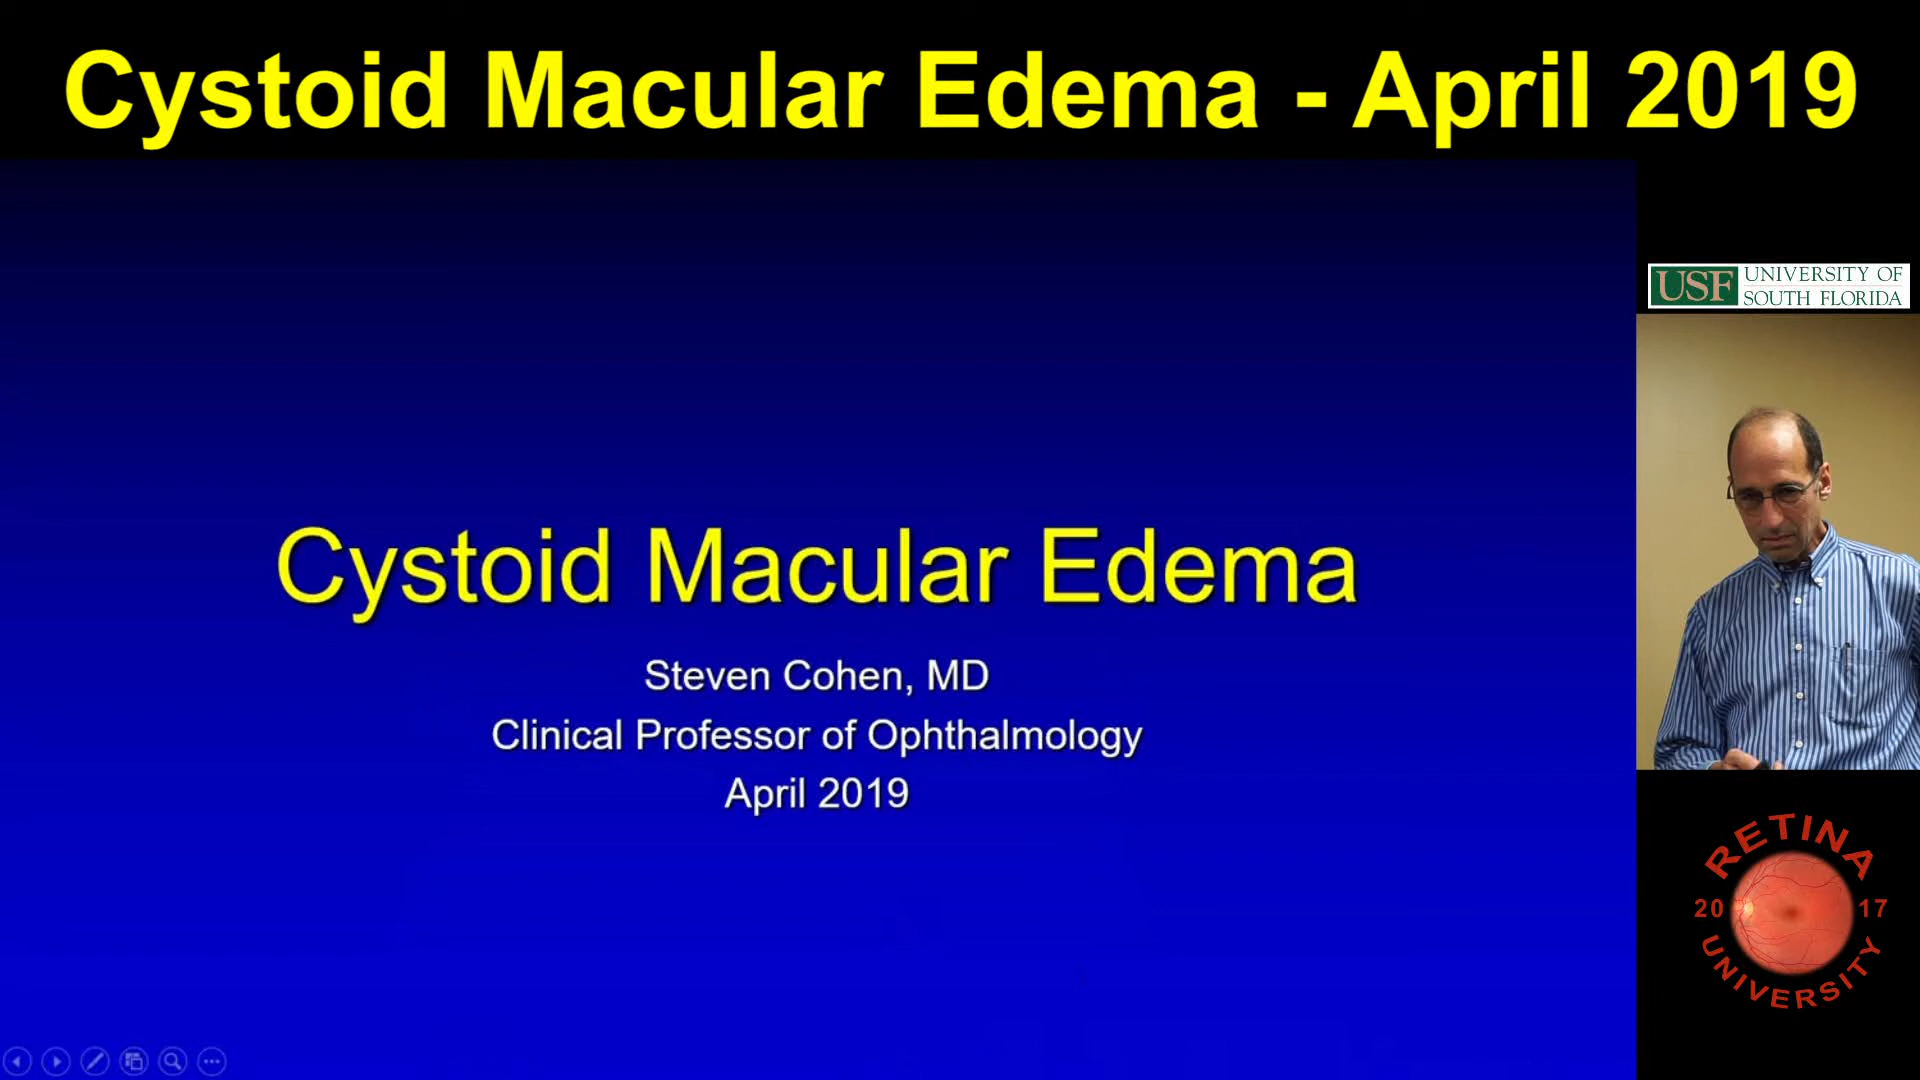 Cystoid Macular Edema - April 2019
USF UNIVERSITY OF
SOUTH FLORIDA
Cystoid Macular Edema
Steven Cohen, MD
Clinical Professor of Ophthalmology
April 2019
RETINA
20 17
UNIVERSITY